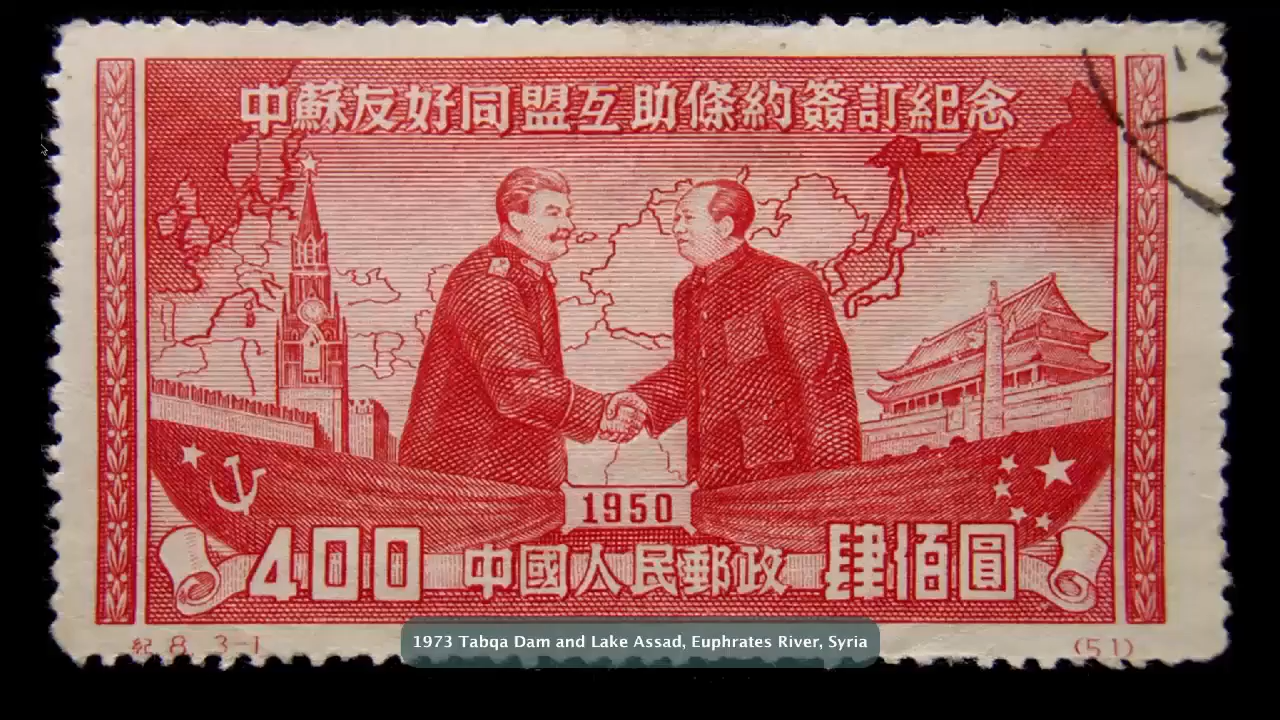 中蘇友好同盟互助條約簽訂紀念
1950
400 中國人民郵政 肆佰圓
紀 8. 3-1
1973 Tabqa Dam and Lake Assad, Euphrates River, Syria
(51)